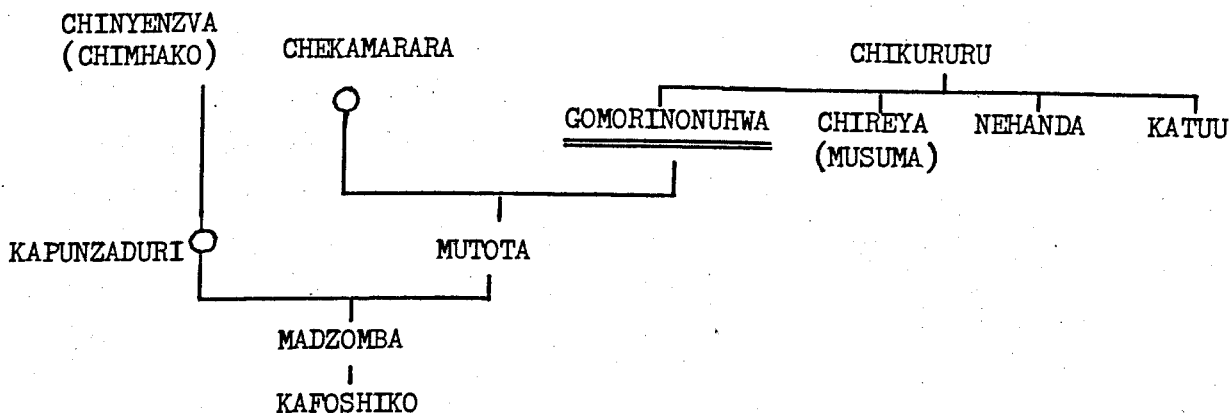 CHINYENZVA
(CHIMHAKO)
CHEKAMARARA
CHIKURURU
GOMORINONUHWA
CHIREYA
(MUSUMA)
NEHANDA
KATUU
KAPUNZADURI
MUTOTA
MADZOMBA
KAFOSHIKO